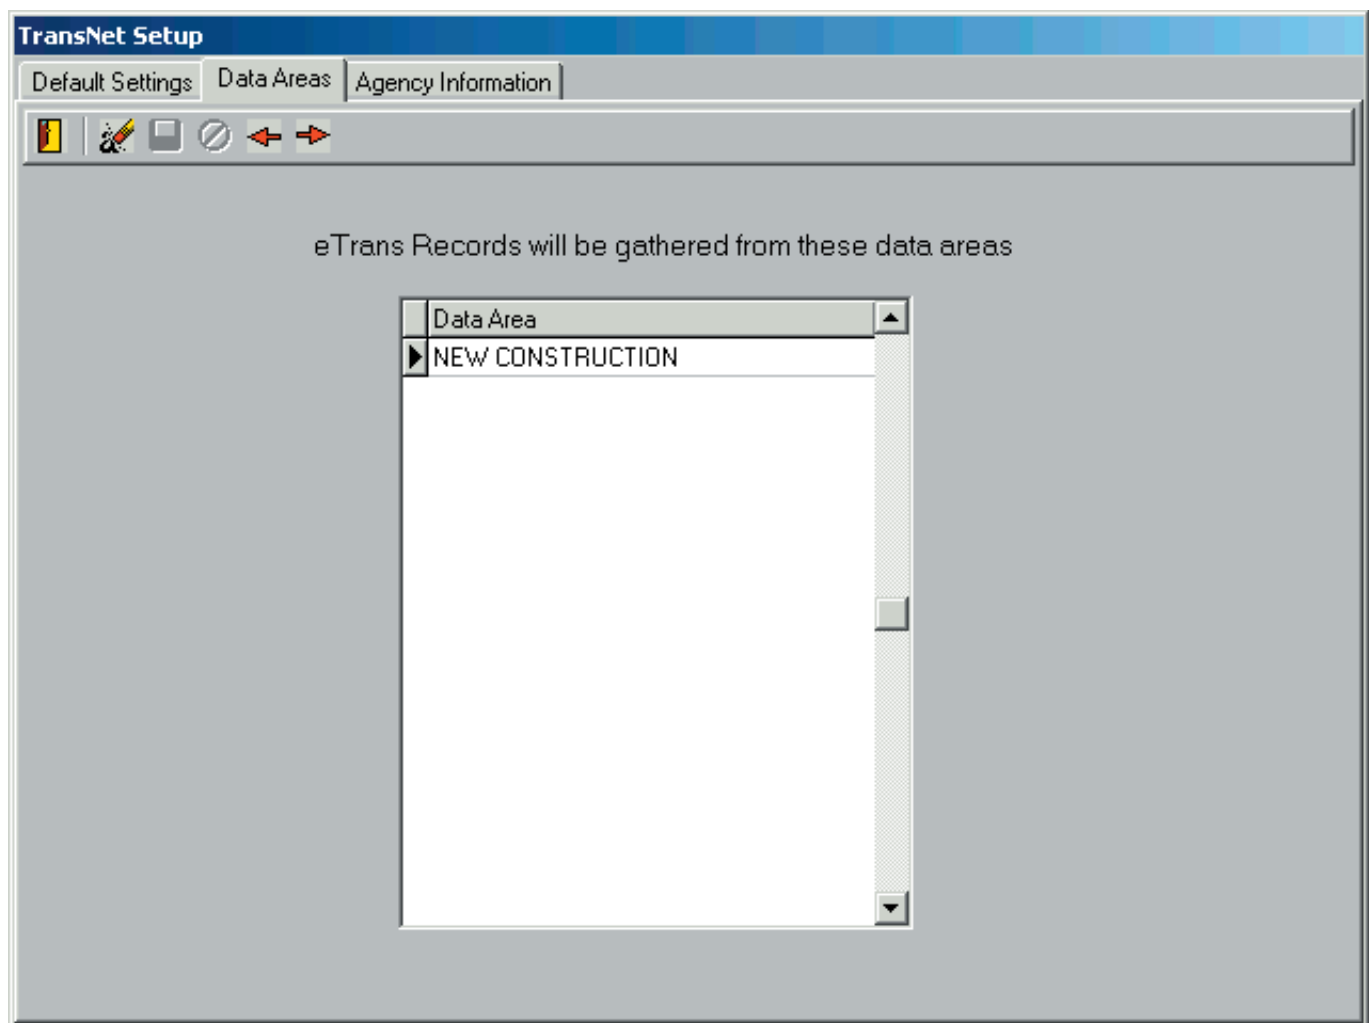 TransNet Setup
Default Settings Data Areas Agency Information
eTrans Records will be gathered from these data areas
Data Area
NEW CONSTRUCTION